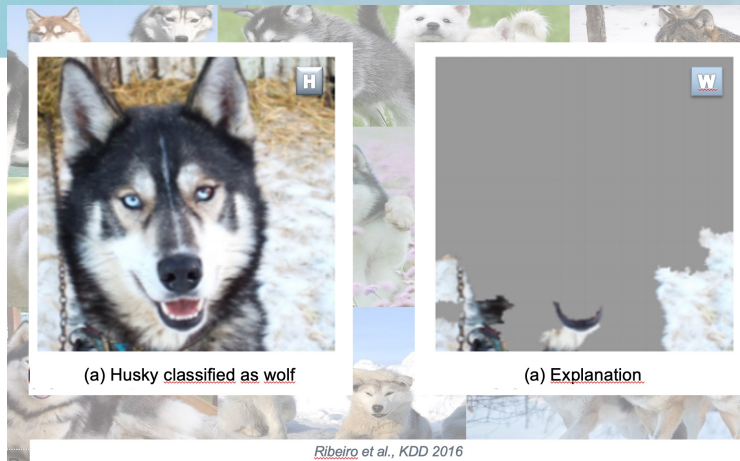 H
W
(a) Husky classified as wolf
(a) Explanation
Ribeiro et al., KDD 2016